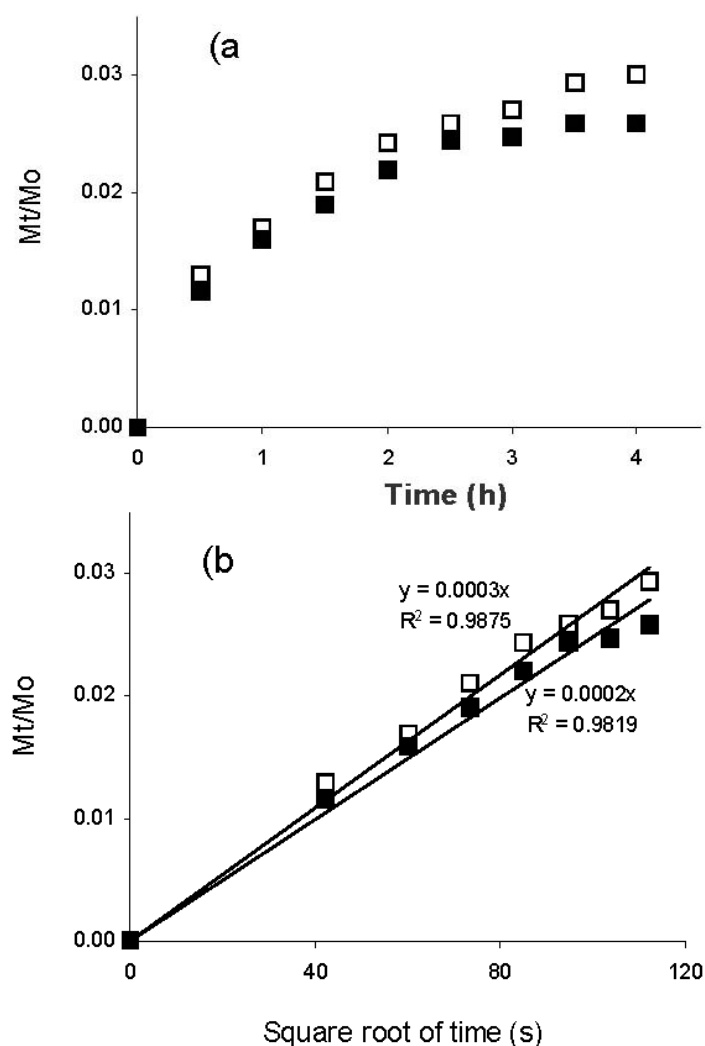 (a
0.03
0.02
0.01
0.00
Mt/Mo
0 1 2 3 4
Time (h)
(b
0.03
0.02
0.01
0.00
Mt/Mo
y = 0.0003x
R² = 0.9875
y = 0.0002x
R² = 0.9819
0 40 80 120
Square root of time (s)